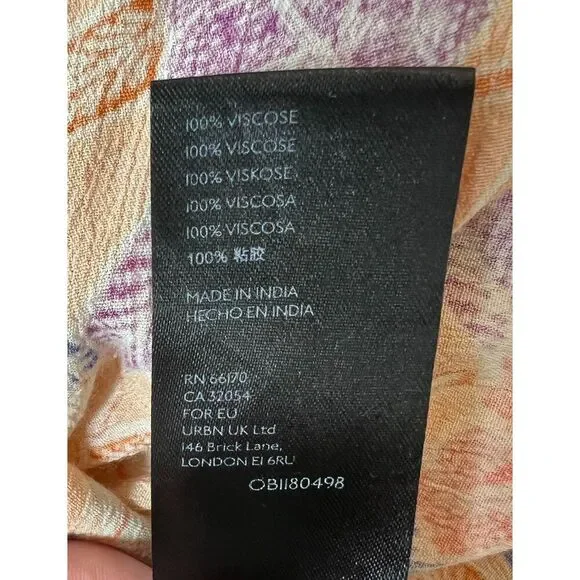 100% VISCOSE
100% VISCOSE
100% VISKOSE
100% VISCOSA
100% VISCOSA
100% 粘胶
MADE IN INDIA
HECHO EN INDIA
RN 66170
CA 32054
FOR EU
URBN UK Ltd
146 Brick Lane,
LONDON E1 6RU
OB1180498